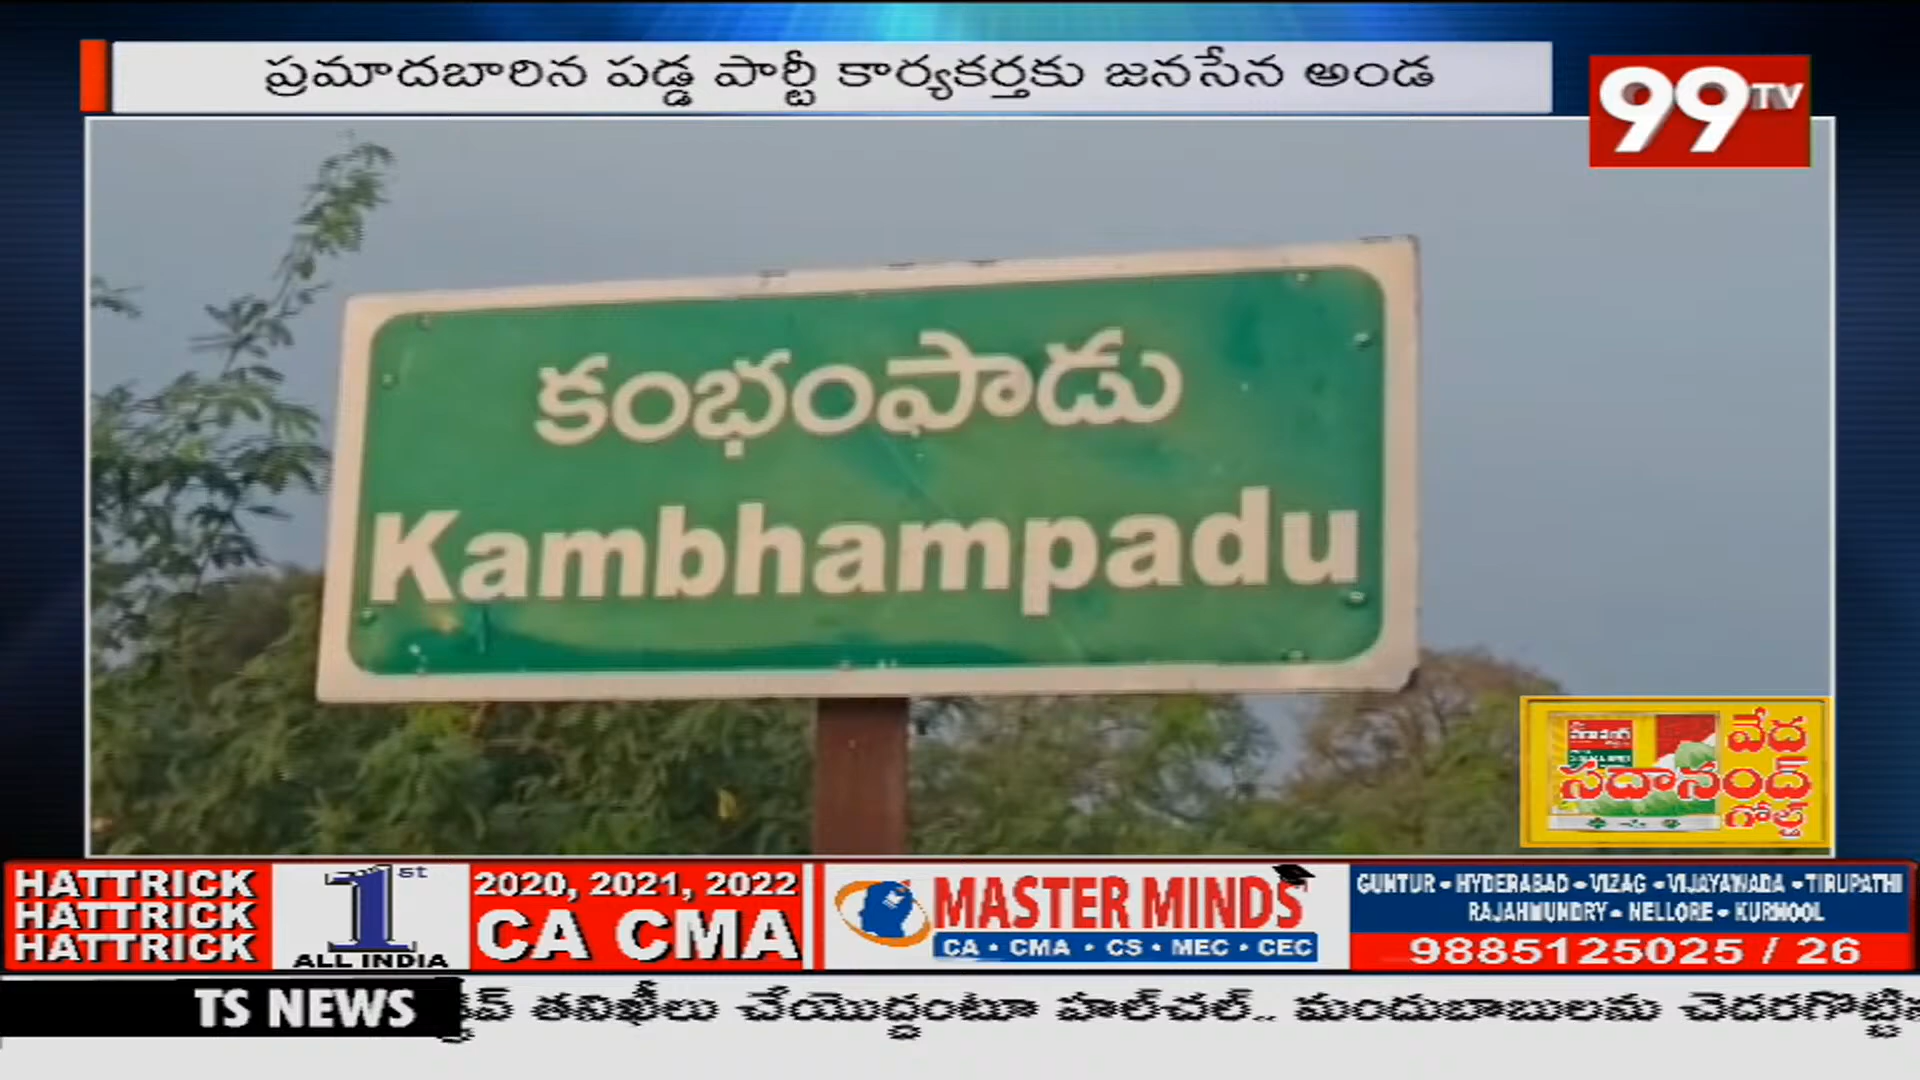 ప్రమాదబారిన పడ్డ పార్టీ కార్యకర్తకు జనసేన అండ
99TV
కంభంపాడు
Kambhampadu
వేద
సదానంద్
గోల్డ్
HATTRICK
HATTRICK
HATTRICK
1st
ALL INDIA
2020, 2021, 2022
CA CMA
MASTER MINDS
CA • CMA • CS • MEC • CEC
GUNTUR • HYDERABAD • VIZAG • VIJAYAWADA • TIRUPATHI
RAJAHMUNDRY • NELLORE • KURNOOL
9885125025 / 26
TS NEWS
తనిఖీలు చేయొద్దంటూ హల్‌చల్.. మందుబాబులను